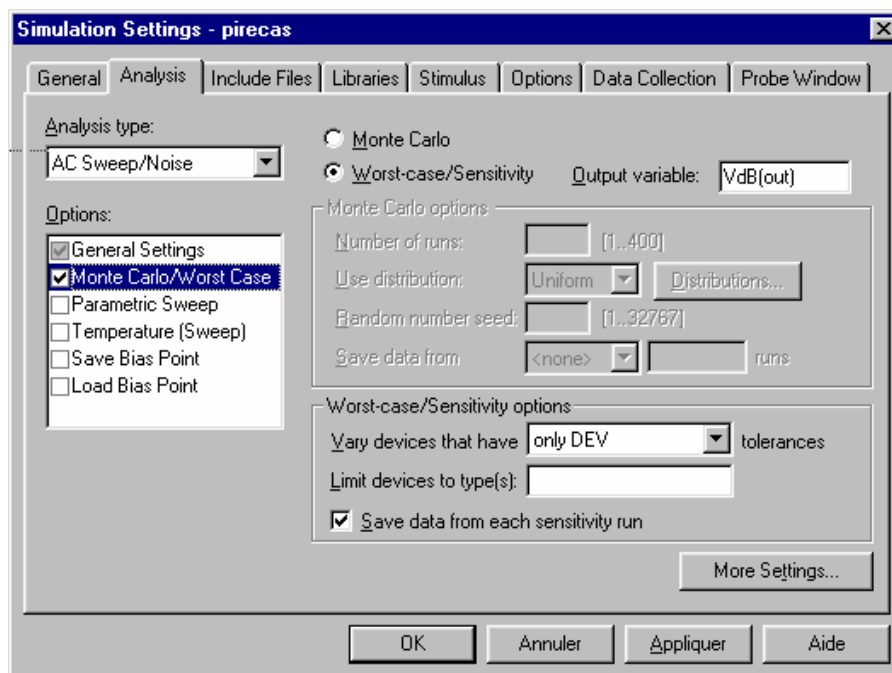 Simulation Settings - pirecas
General Analysis Include Files Libraries Stimulus Options Data Collection Probe Window
Analysis type:
AC Sweep/Noise
Options:
General Settings
Monte Carlo/Worst Case
Parametric Sweep
Temperature (Sweep)
Save Bias Point
Load Bias Point
Monte Carlo
Worst-case/Sensitivity Output variable: VdB(out)
Monte Carlo options
Number of runs: [1..400]
Use distribution: Uniform Distributions...
Random number seed: [1..32767]
Save data from <none> runs
Worst-case/Sensitivity options
Vary devices that have only DEV tolerances
Limit devices to type(s):
Save data from each sensitivity run
More Settings...
OK Annuler Appliquer Aide